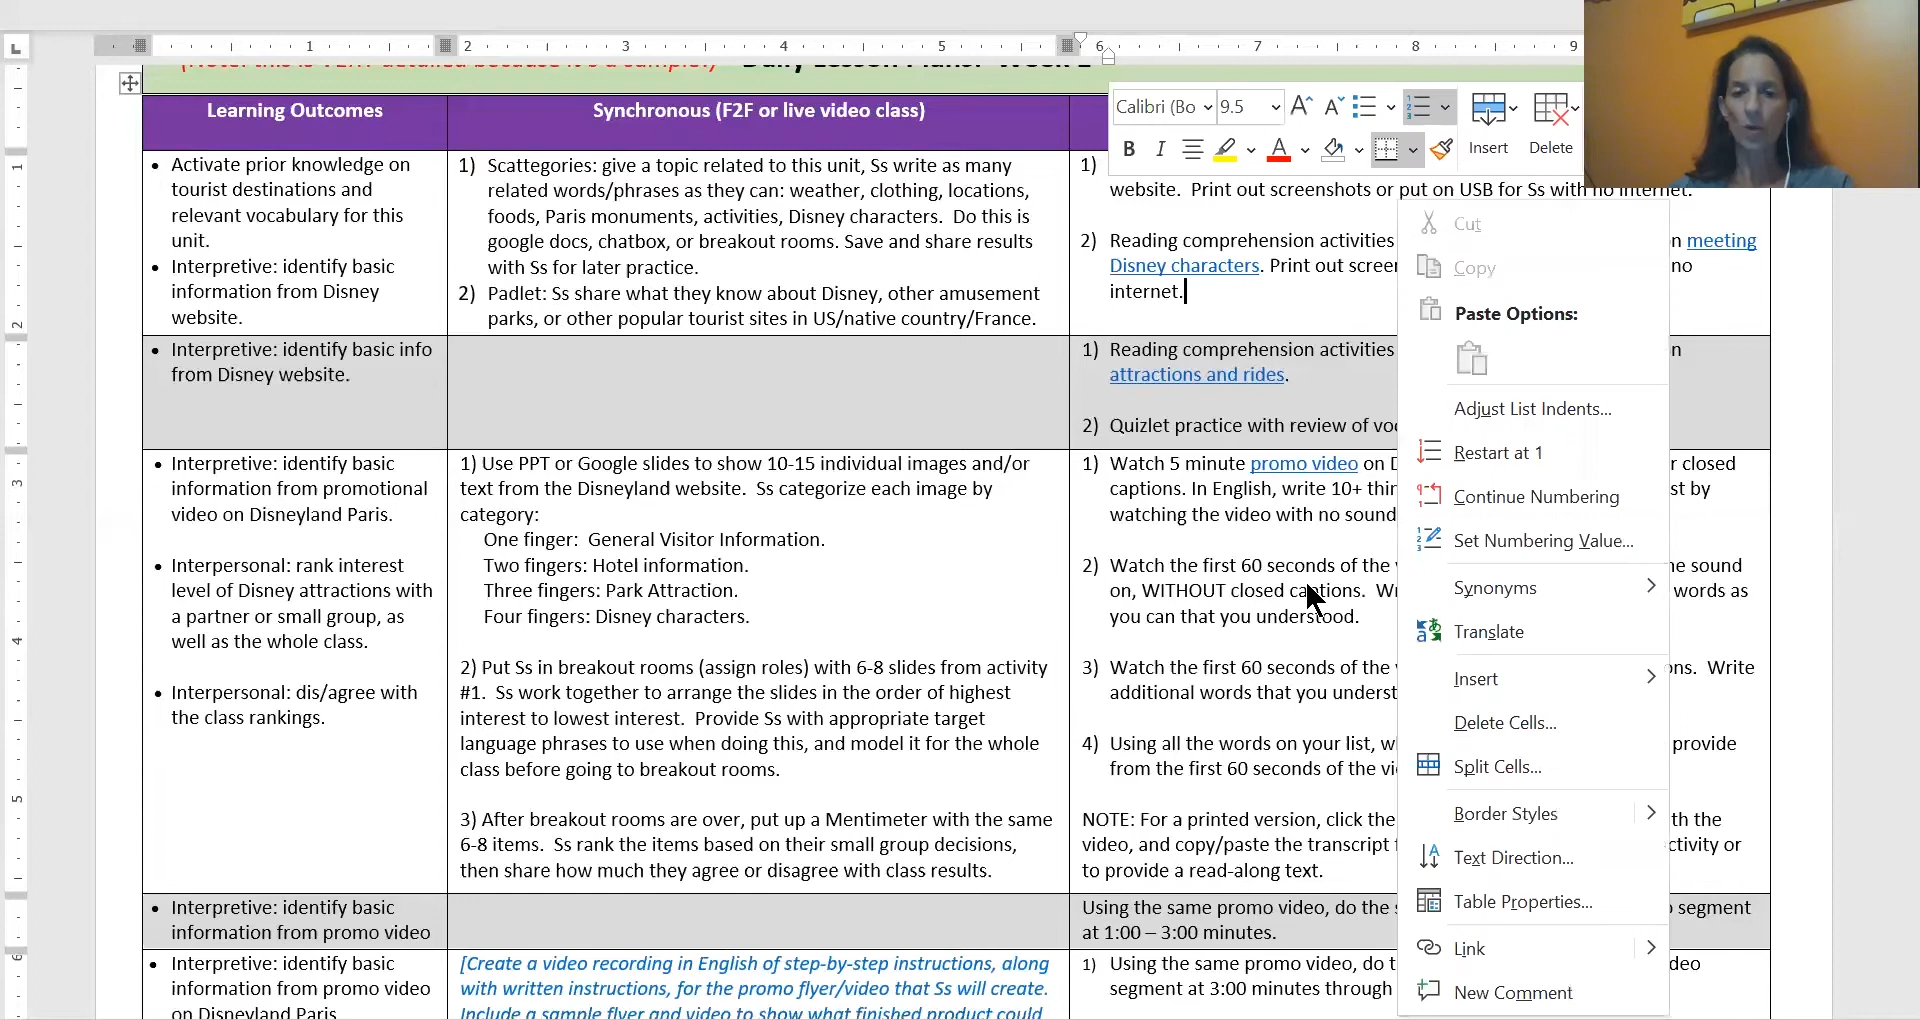 Daily Lesson Plans: Week 2
Learning Outcomes
Synchronous (F2F or live video class)
Calibri (Bo
9.5
B
I
A
Insert
Delete
Activate prior knowledge on
tourist destinations and
relevant vocabulary for this
unit.
Interpretive: identify basic
information from Disney
website.
1) Scattegories: give a topic related to this unit, Ss write as many
related words/phrases as they can: weather, clothing, locations,
foods, Paris monuments, activities, Disney characters. Do this is
google docs, chatbox, or breakout rooms. Save and share results
with Ss for later practice.
2) Padlet: Ss share what they know about Disney, other amusement
parks, or other popular tourist sites in US/native country/France.
1)
website. Print out screenshots or put on USB for Ss with no internet.
2) Reading comprehension activities
meeting
Disney characters. Print out
no
internet.
Interpretive: identify basic info
from Disney website.
1) Reading comprehension activities
attractions and rides.
2) Quizlet practice with review of
Interpretive: identify basic
information from promotional
video on Disneyland Paris.
Interpersonal: rank interest
level of Disney attractions with
a partner or small group, as
well as the whole class.
Interpersonal: dis/agree with
the class rankings.
1) Use PPT or Google slides to show 10-15 individual images and/or
text from the Disneyland website. Ss categorize each image by
category:
One finger: General Visitor Information.
Two fingers: Hotel information.
Three fingers: Park Attraction.
Four fingers: Disney characters.
2) Put Ss in breakout rooms (assign roles) with 6-8 slides from activity
#1. Ss work together to arrange the slides in the order of highest
interest to lowest interest. Provide Ss with appropriate target
language phrases to use when doing this, and model it for the whole
class before going to breakout rooms.
3) After breakout rooms are over, put up a Mentimeter with the same
6-8 items. Ss rank the items based on their small group decisions,
then share how much they agree or disagree with class results.
1) Watch 5 minute promo video on
closed
captions. In English, write 10+
by
watching the video with no sound
2) Watch the first 60 seconds of the
sound
on, WITHOUT closed captions.
words as
you can that you understood.
3) Watch the first 60 seconds of the
Write
additional words that you
4) Using all the words on your list,
provide
from the first 60 seconds of the
NOTE: For a printed version, click the
the
video, and copy/paste the transcript
or
to provide a read-along text.
Interpretive: identify basic
information from promo video
Using the same promo video, do the
segment
at 1:00 – 3:00 minutes.
Interpretive: identify basic
information from promo video
on Disneyland Paris
[Create a video recording in English of step-by-step instructions, along
with written instructions, for the promo flyer/video that Ss will create.
Include a sample flyer and video to show what finished product could
1) Using the same promo video, do
segment at 3:00 minutes through
Cut
Copy
Paste Options:
Adjust List Indents...
Restart at 1
Continue Numbering
Set Numbering Value...
Synonyms
Translate
Insert
Delete Cells...
Split Cells...
Border Styles
Text Direction...
Table Properties...
Link
New Comment